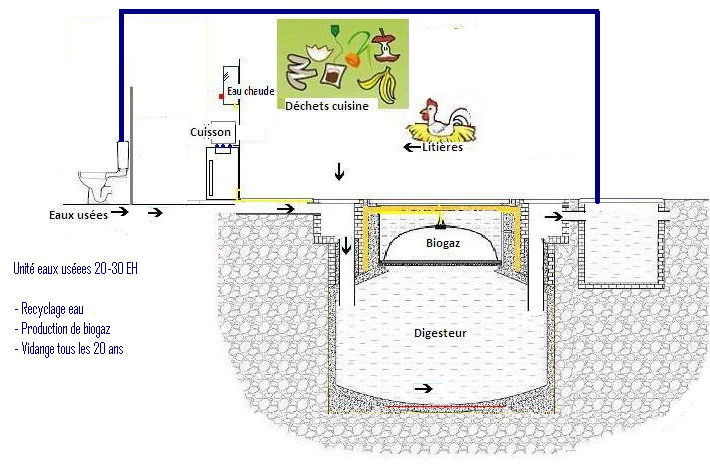 Eau chaude
Déchets cuisine
Cuisson
Litières
Eaux usées
Biogaz
Unité eaux uséees 20-30 EH
Digesteur
- Recyclage eau
- Production de biogaz
- Vidange tous les 20 ans